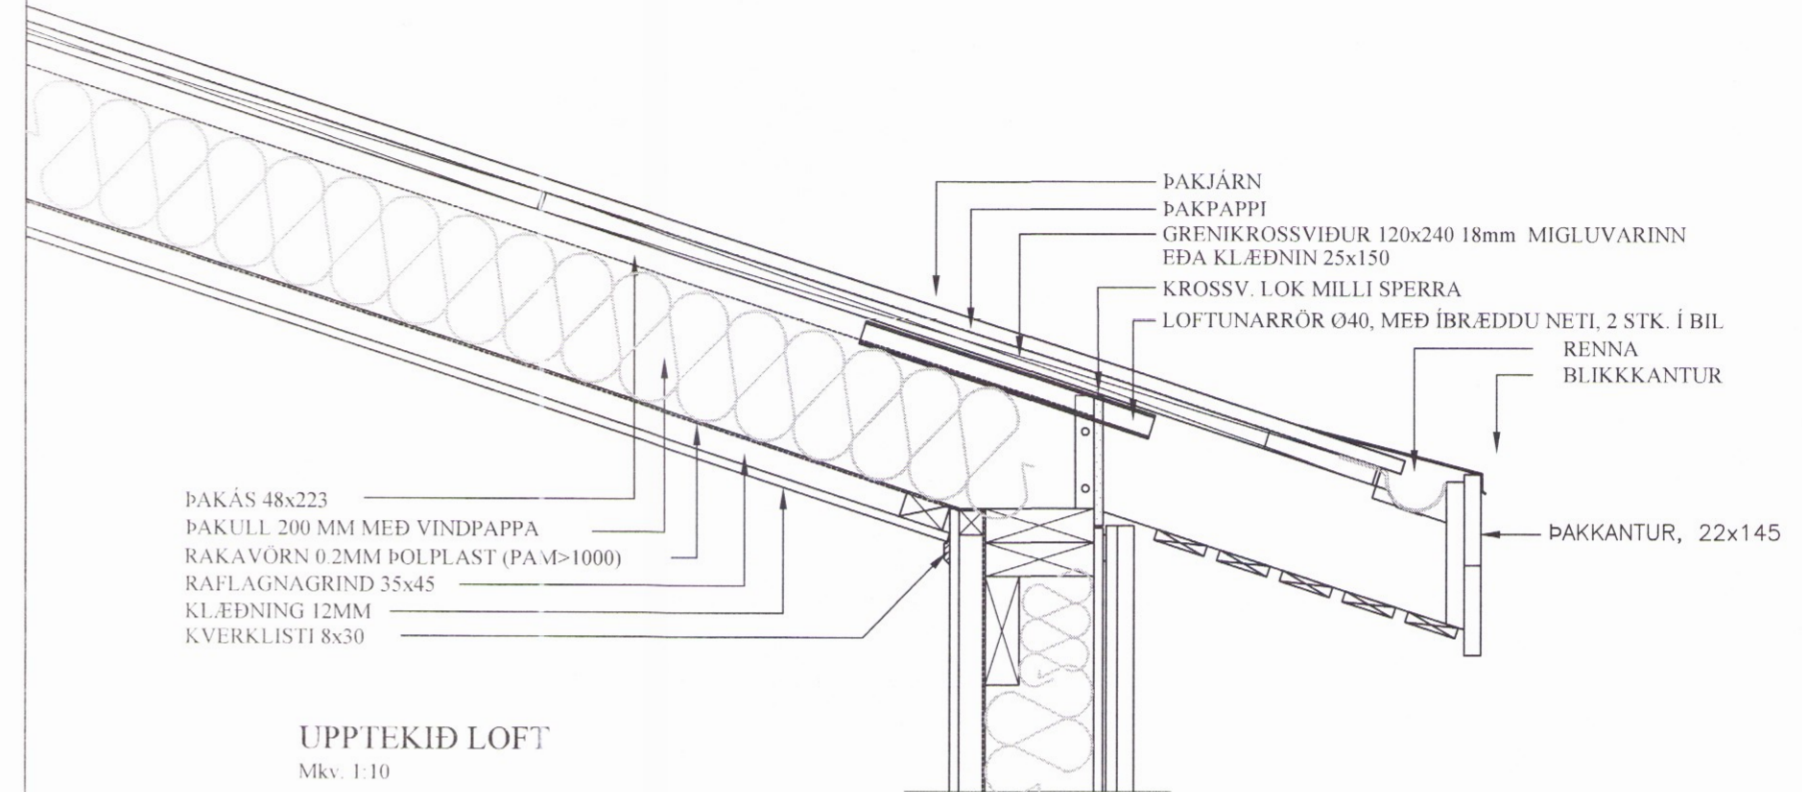 ÞAKJÁRN
ÞAKPAPPI
GRENIKROSSVIÐUR 120x240 18mm MIGLUVARINN
EÐA KLÆÐNIN 25x150
KROSSV. LOK MILLI SPERRA
LOFTUNARRÖR Ø40, MEÐ ÍBRÆDDU NETI, 2 STK. Í BIL
RENNA
BLIKKKANTUR
ÞAKKANTUR, 22x145
ÞAKÁS 48x223
ÞAKULL 200 MM MEÐ VINDPAPPA
RAKAVÖRN 0.2MM ÞOLPLAST (PAM>1000)
RAFLAGNAGRIND 35x45
KLÆÐNING 12MM
KVERKLISTI 8x30
UPPTEKIÐ LOFT
Mkv. 1:10